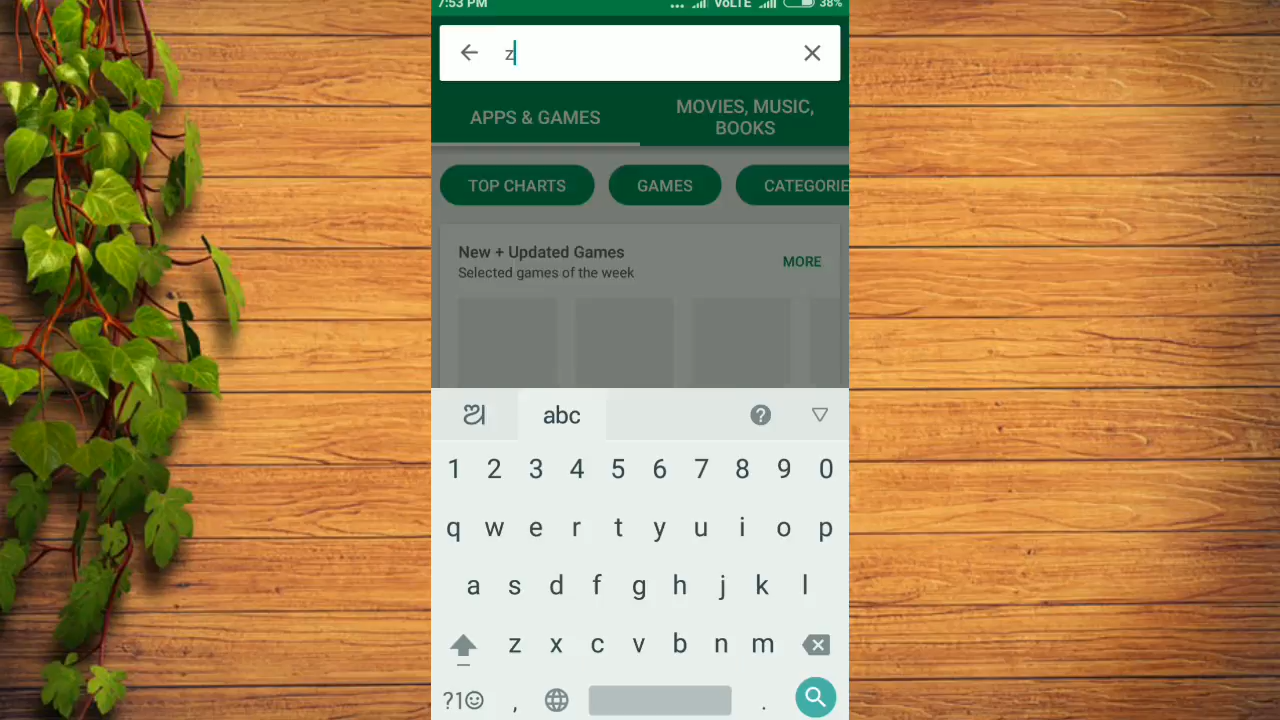 7:53 PM ... VoLTE 38%
z
APPS & GAMES
MOVIES, MUSIC,
BOOKS
TOP CHARTS GAMES CATEGORIE
New + Updated Games
Selected games of the week
MORE
ଅ abc ?
1 2 3 4 5 6 7 8 9 0
q w e r t y u i o p
a s d f g h j k l
z x c v b n m
?1☺ , .